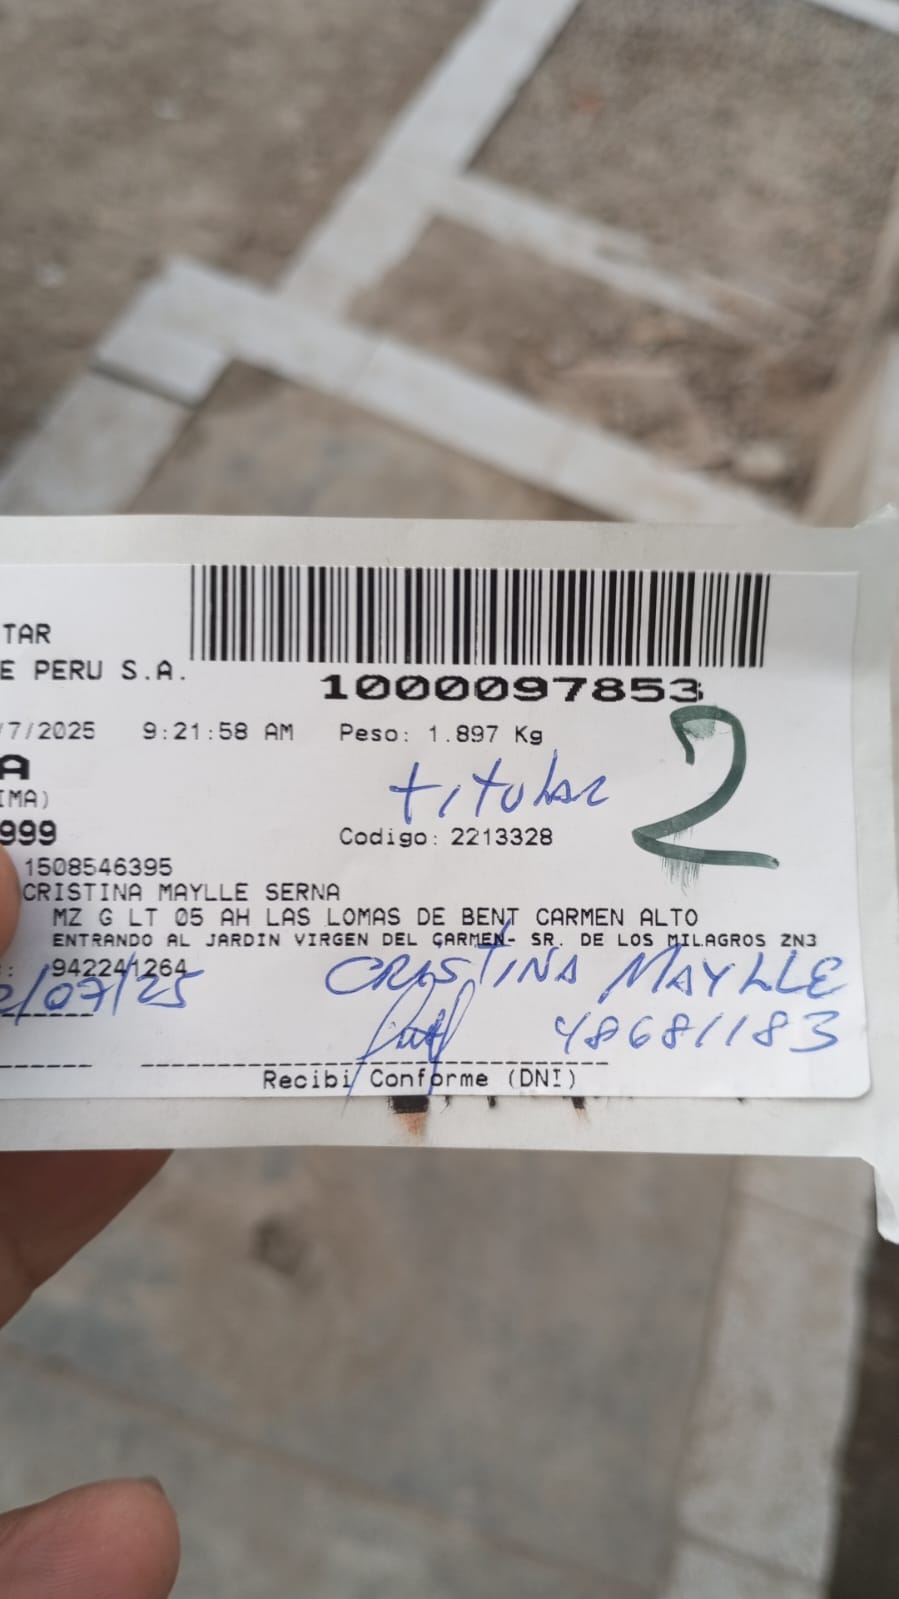 TAR
E PERU S.A.
1000097853
/7/2025 9:21:58 AM Peso: 1.897 Kg
2
A
titular
IMA)
999
Codigo: 2213328
1508546395
CRISTINA MAYLLE SERNA
MZ G LT 05 AH LAS LOMAS DE BENT CARMEN ALTO
ENTRANDO AL JARDIN VIRGEN DEL CARMEN- SR. DE LOS MILAGROS ZN3
: 942241264
/07/25
CRISTINA MAYLLE
48681183
Recibi Conforme (DNI)